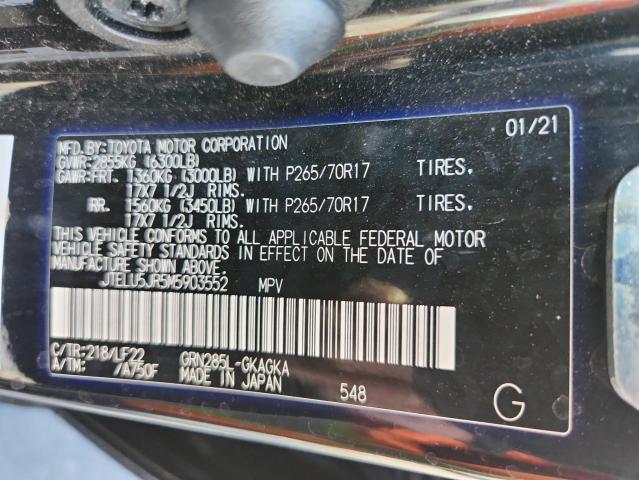 MFD.BY:TOYOTA MOTOR CORPORATION 01/21
GVWR:2855KG (6300LB)
GAWR:FRT. 1360KG (3000LB) WITH P265/70R17 TIRES.
17X7 1/2J RIMS.
RR. 1560KG (3450LB) WITH P265/70R17 TIRES.
17X7 1/2J RIMS.
THIS VEHICLE CONFORMS TO ALL APPLICABLE FEDERAL MOTOR
VEHICLE SAFETY STANDARDS IN EFFECT ON THE DATE OF
MANUFACTURE SHOWN ABOVE.
JTELU5JR5M5903552 MPV
C/TR:218/LF22 GRN285L-GKAGKA
A/TM: /A750F MADE IN JAPAN 548
G